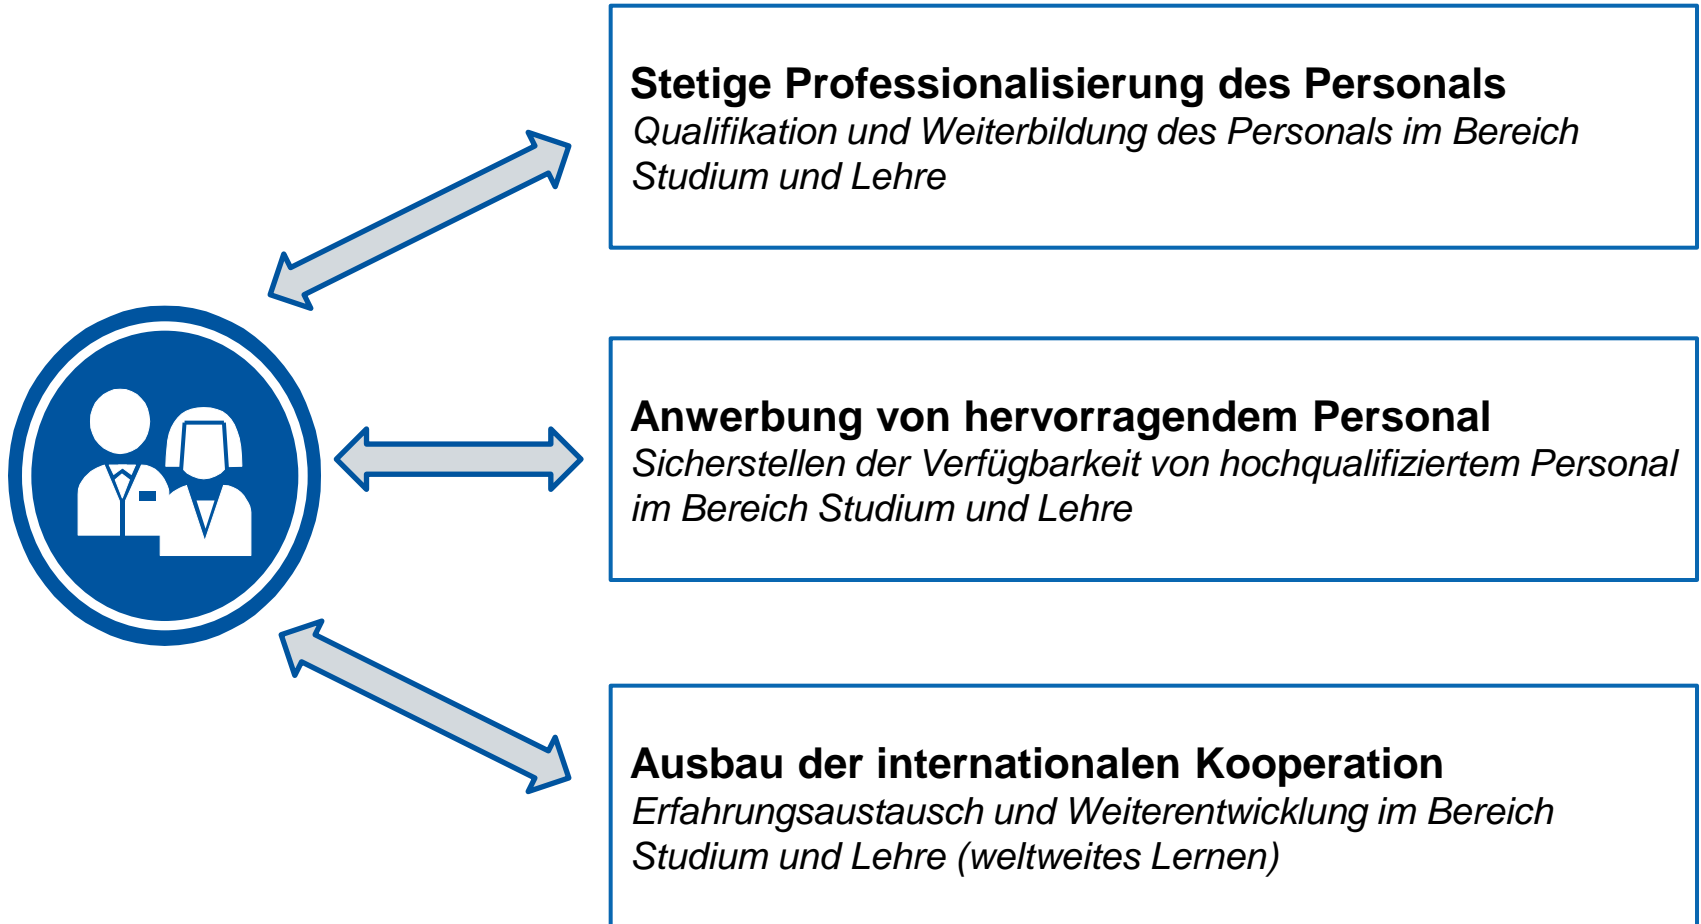 Stetige Professionalisierung des Personals
Qualifikation und Weiterbildung des Personals im Bereich
Studium und Lehre
Anwerbung von hervorragendem Personal
Sicherstellen der Verfügbarkeit von hochqualifiziertem Personal
im Bereich Studium und Lehre
Ausbau der internationalen Kooperation
Erfahrungsaustausch und Weiterentwicklung im Bereich
Studium und Lehre (weltweites Lernen)